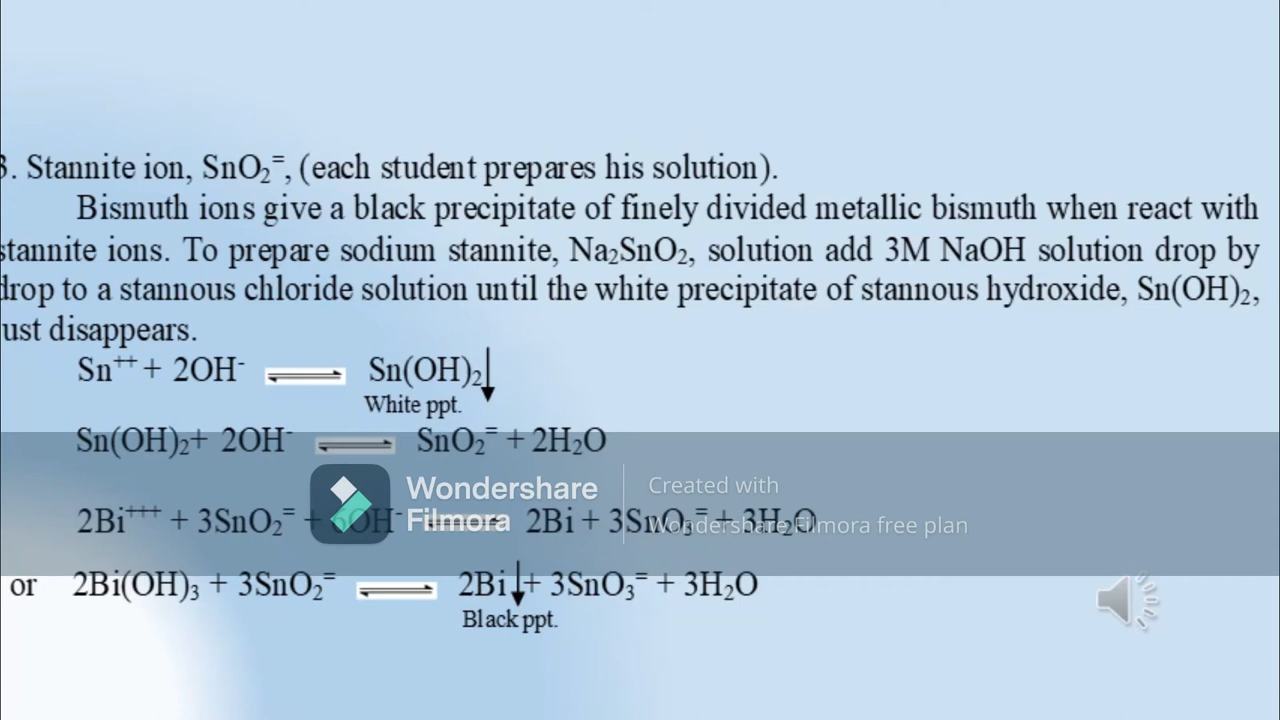 3. Stannite ion, SnO₂⁼, (each student prepares his solution).
Bismuth ions give a black precipitate of finely divided metallic bismuth when react with
stannite ions. To prepare sodium stannite, Na₂SnO₂, solution add 3M NaOH solution drop by
drop to a stannous chloride solution until the white precipitate of stannous hydroxide, Sn(OH)₂,
ust disappears.
Sn⁺⁺ + 2OH⁻ ⇌ Sn(OH)₂↓
White ppt.
Sn(OH)₂+ 2OH⁻ ⇌ SnO₂⁼ + 2H₂O
Wondershare Filmora
Created with
Wondershare Filmora free plan
2Bi⁺⁺⁺ + 3SnO₂⁼ + OH⁻ ⇌ 2Bi + 3SnO₃⁼ + 3H₂O
or 2Bi(OH)₃ + 3SnO₂⁼ ⇌ 2Bi↓+ 3SnO₃⁼ + 3H₂O
Black ppt.